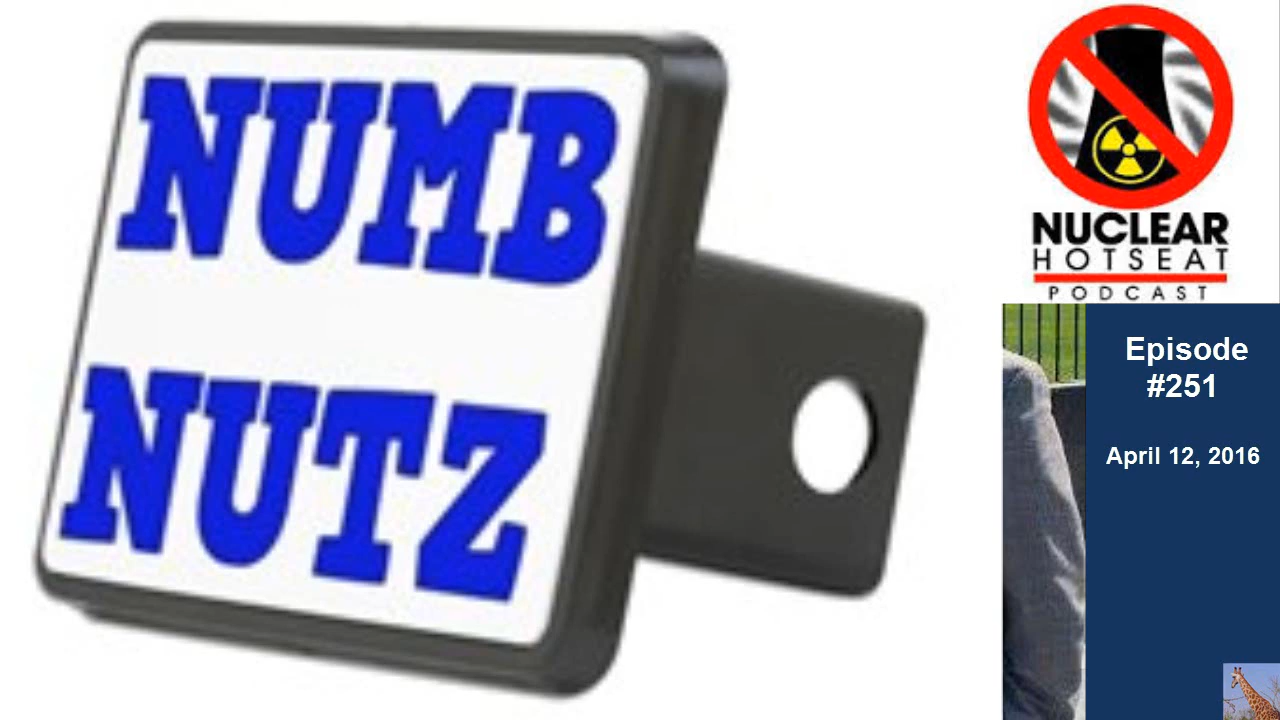 NUMB
NUTZ
NUCLEAR
HOTSEAT
PODCAST
Episode
#251
April 12, 2016